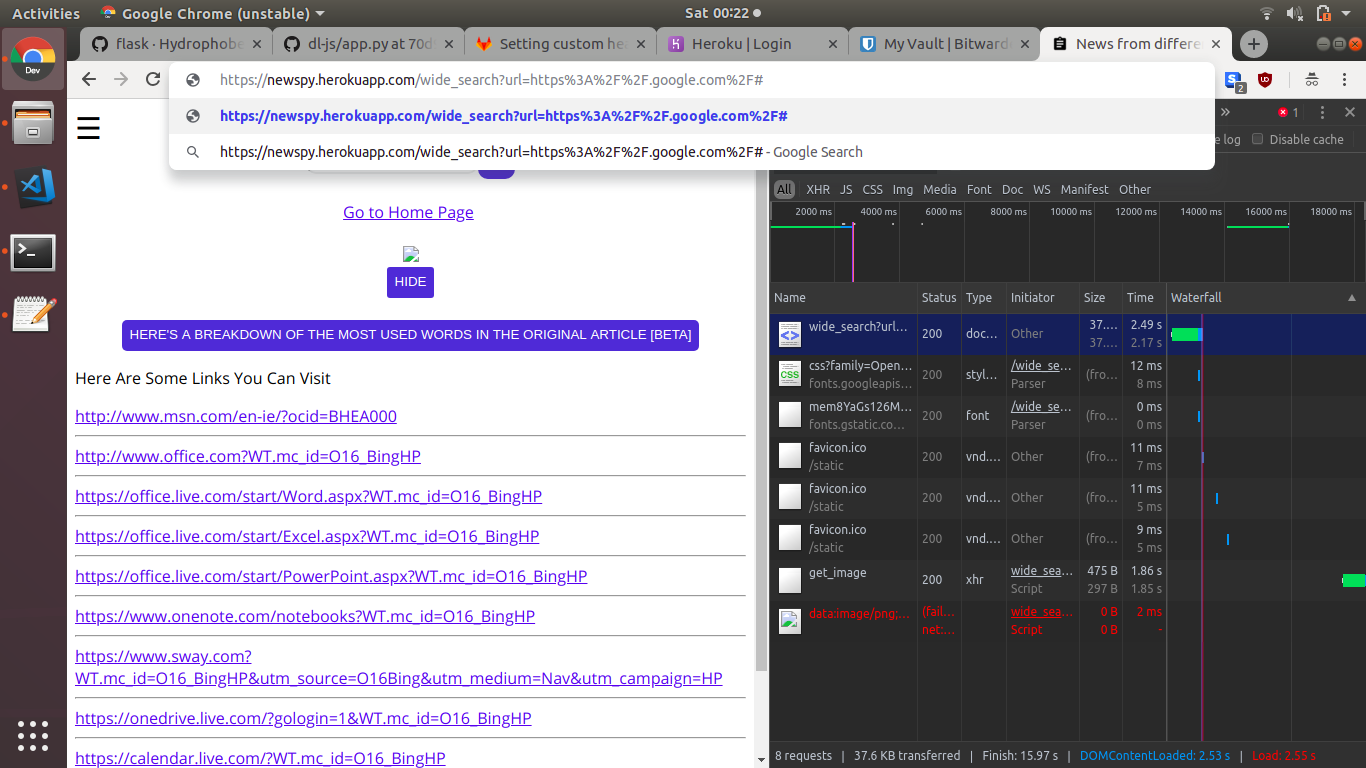 Activities Google Chrome (unstable) Sat 00:22
flask · Hydrophobe dl-js/app.py at 70d Setting custom he Heroku | Login My Vault | Bitward News from differe
https://newspy.herokuapp.com/wide_search?url=https%3A%2F%2F.google.com%2F#
https://newspy.herokuapp.com/wide_search?url=https%3A%2F%2F.google.com%2F#
https://newspy.herokuapp.com/wide_search?url=https%3A%2F%2F.google.com%2F# - Google Search
Dev
2
Go to Home Page
HIDE
HERE'S A BREAKDOWN OF THE MOST USED WORDS IN THE ORIGINAL ARTICLE [BETA]
Here Are Some Links You Can Visit
http://www.msn.com/en-ie/?ocid=BHEA000
http://www.office.com?WT.mc_id=O16_BingHP
https://office.live.com/start/Word.aspx?WT.mc_id=O16_BingHP
https://office.live.com/start/Excel.aspx?WT.mc_id=O16_BingHP
https://office.live.com/start/PowerPoint.aspx?WT.mc_id=O16_BingHP
https://www.onenote.com/notebooks?WT.mc_id=O16_BingHP
https://www.sway.com?
WT.mc_id=O16_BingHP&utm_source=O16Bing&utm_medium=Nav&utm_campaign=HP
https://onedrive.live.com/?gologin=1&WT.mc_id=O16_BingHP
https://calendar.live.com/?WT.mc_id=O16_BingHP
» 1
e log Disable cache
All XHR JS CSS Img Media Font Doc WS Manifest Other
2000 ms 4000 ms 6000 ms 8000 ms 10000 ms 12000 ms 14000 ms 16000 ms 18000 ms
Name Status Type Initiator Size Time Waterfall
wide_search?url... 200 doc... Other 37.... 2.49 s
37.... 2.17 s
css?family=Open... 200 styl... /wide_se... (fro... 12 ms
fonts.googleapis... Parser 8 ms
mem8YaGs126M... 200 font /wide_se... (fro... 0 ms
fonts.gstatic.co... Parser 0 ms
favicon.ico 200 vnd.... Other (fro... 11 ms
/static 7 ms
favicon.ico 200 vnd.... Other (fro... 11 ms
/static 5 ms
favicon.ico 200 vnd.... Other (fro... 9 ms
/static 5 ms
get_image 200 xhr wide_sea... 475 B 1.86 s
Script 297 B 1.85 s
data:image/png;... (fail... wide_sea... 0 B 2 ms
net:... Script 0 B -
8 requests | 37.6 KB transferred | Finish: 15.97 s | DOMContentLoaded: 2.53 s | Load: 2.55 s